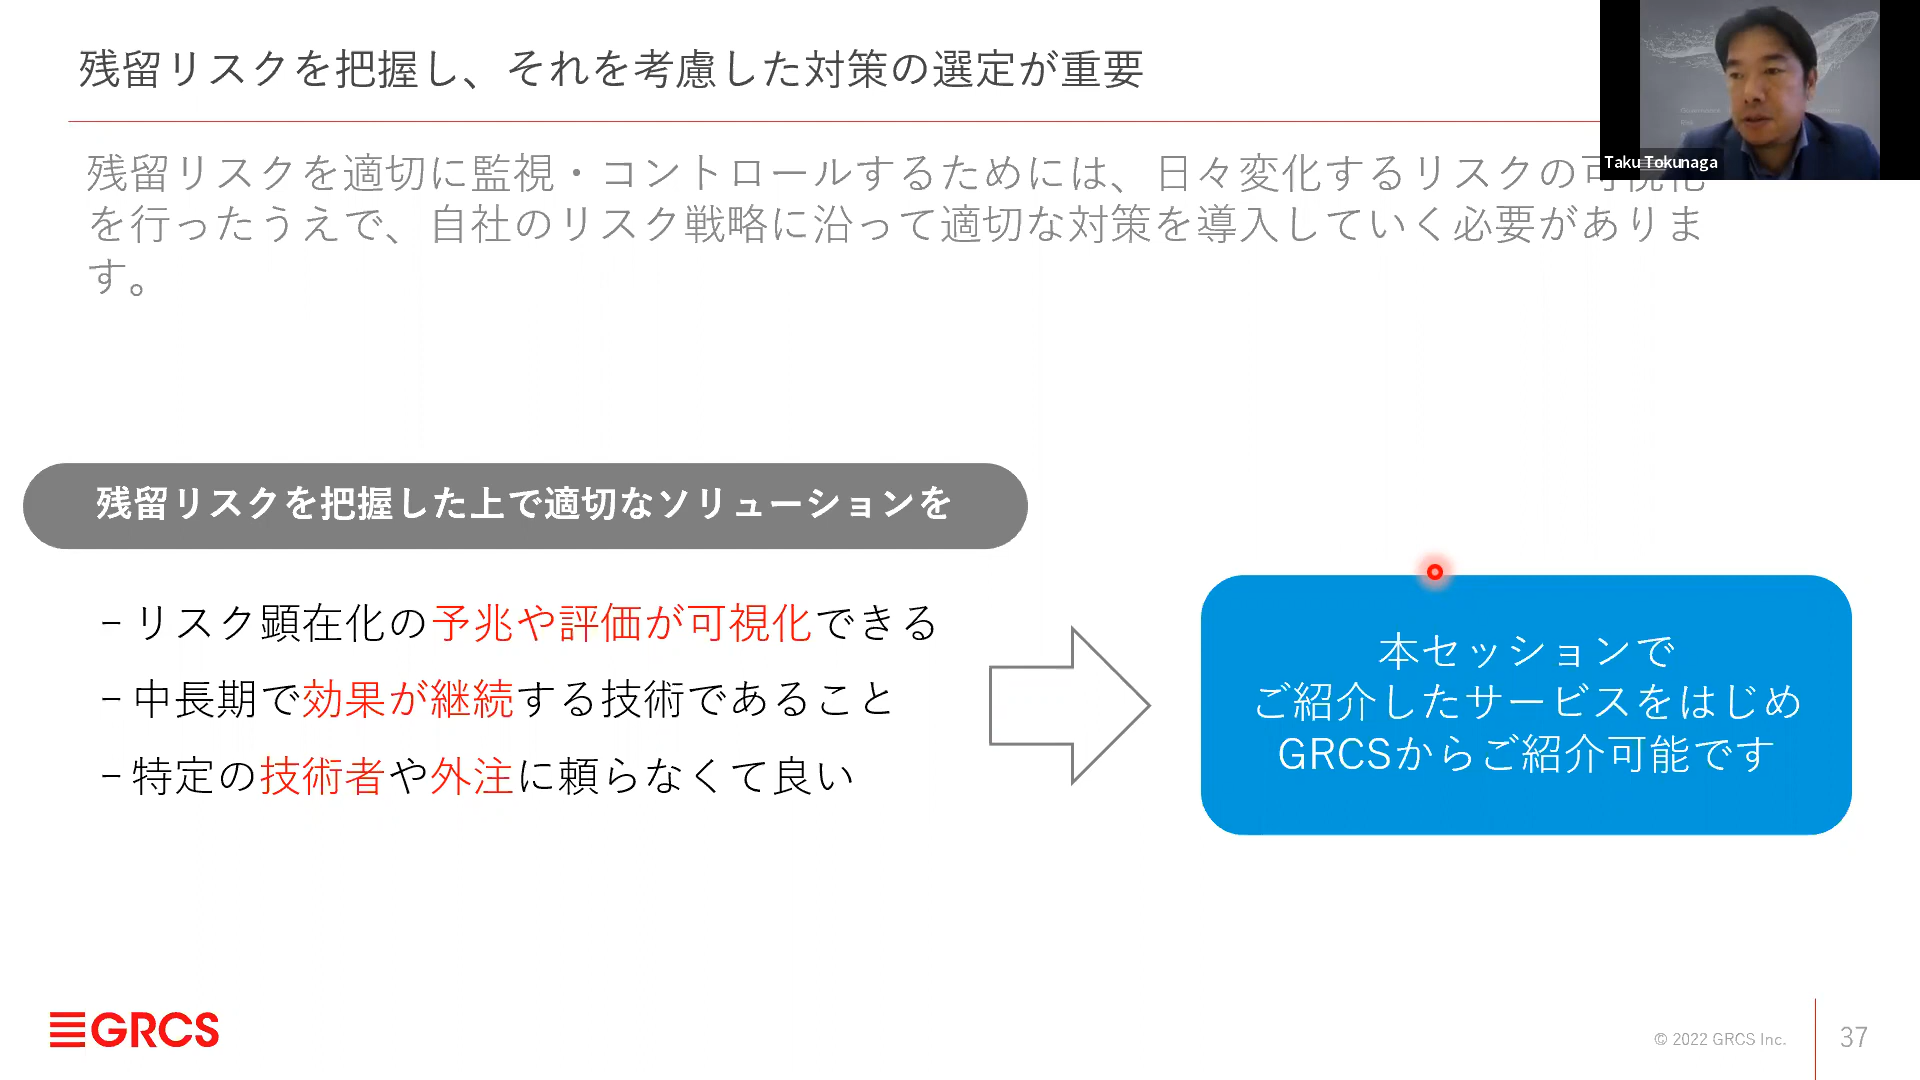 残留リスクを把握し、それを考慮した対策の選定が重要
Taku Tokunaga
残留リスクを適切に監視・コントロールするためには、日々変化するリスクの可視化
を行ったうえで、自社のリスク戦略に沿って適切な対策を導入していく必要がありま
す。
残留リスクを把握した上で適切なソリューションを
− リスク顕在化の予兆や評価が可視化できる
− 中長期で効果が継続する技術であること
− 特定の技術者や外注に頼らなくて良い
本セッションで
ご紹介したサービスをはじめ
GRCSからご紹介可能です
GRCS
© 2022 GRCS Inc.
37